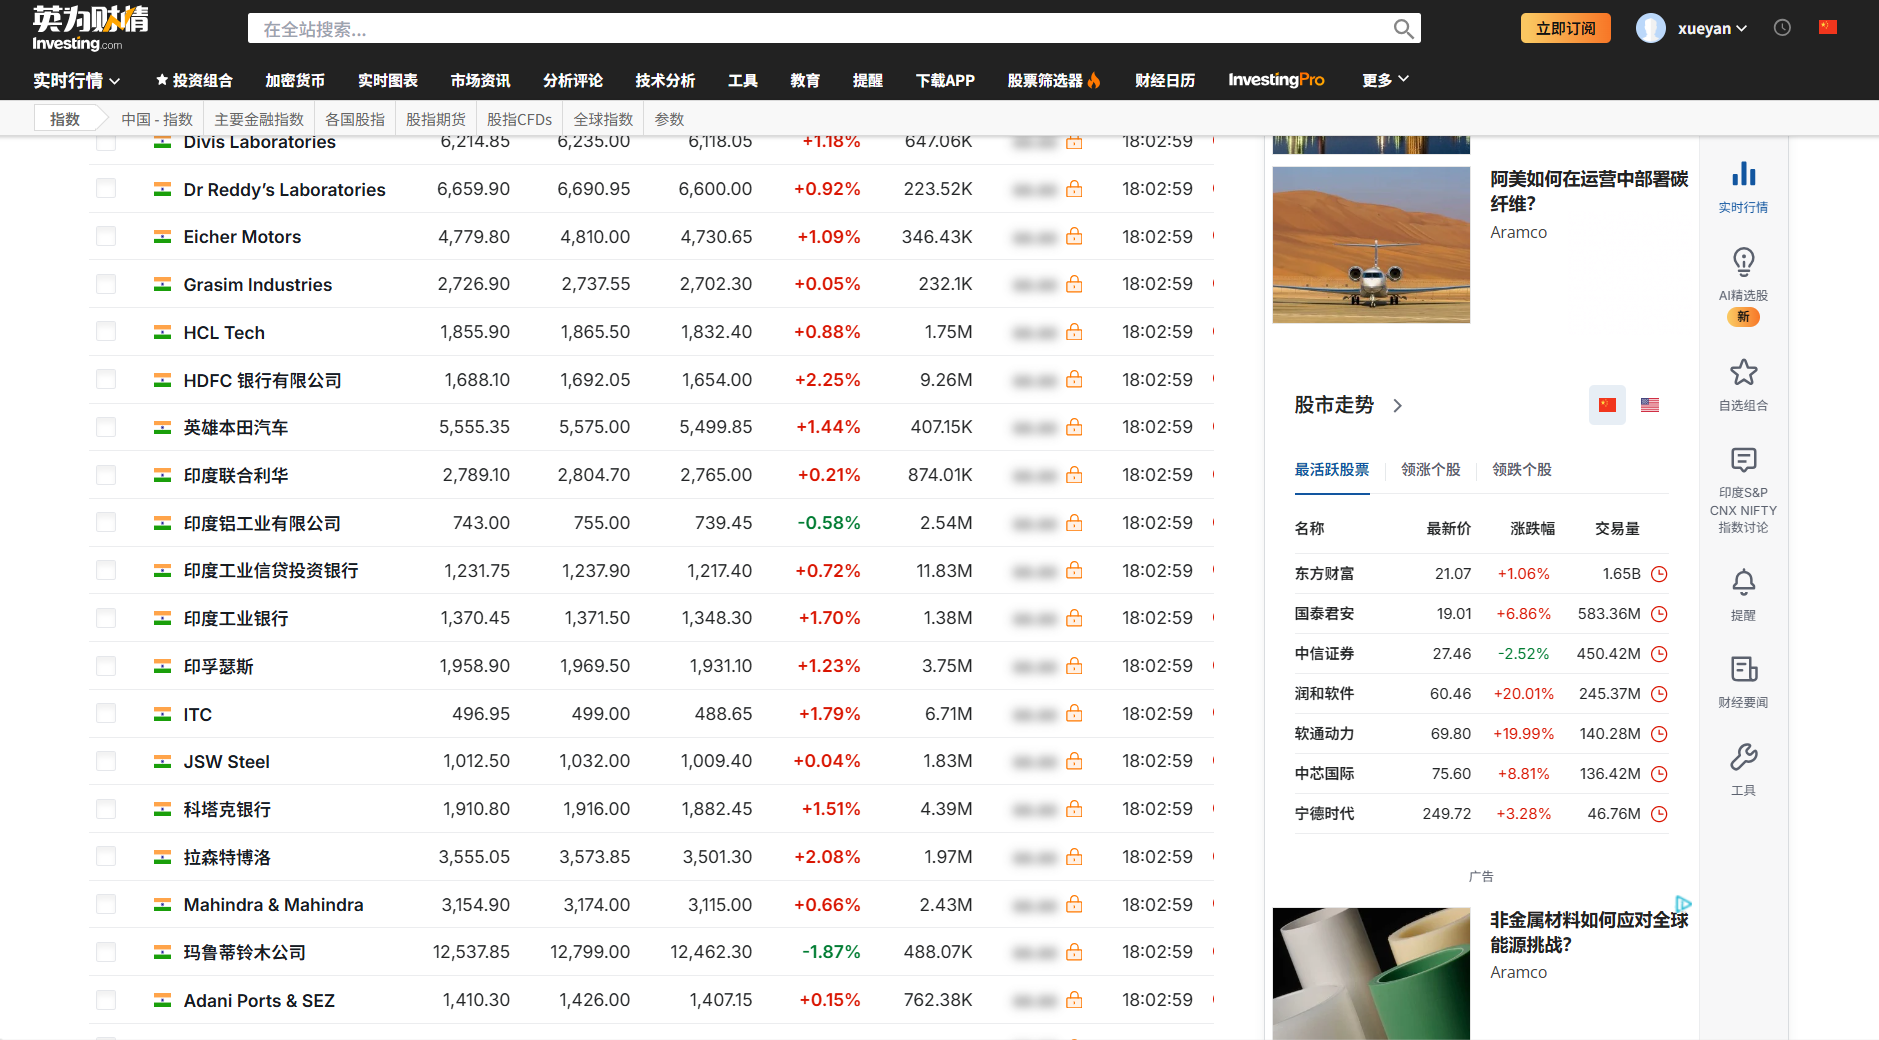 英为财情
Investing.com
在全站搜索...
立即订阅
xueyan
实时行情
投资组合
加密货币
实时图表
市场资讯
分析评论
技术分析
工具
教育
提醒
下载APP
股票筛选器
财经日历
InvestingPro
更多
指数
中国 - 指数
主要金融指数
各国股指
股指期货
股指CFDs
全球指数
参数
Divis Laboratories 6,214.85 6,235.00 6,118.05 +1.18% 647.06K 18:02:59
Dr Reddy’s Laboratories 6,659.90 6,690.95 6,600.00 +0.92% 223.52K 18:02:59
Eicher Motors 4,779.80 4,810.00 4,730.65 +1.09% 346.43K 18:02:59
Grasim Industries 2,726.90 2,737.55 2,702.30 +0.05% 232.1K 18:02:59
HCL Tech 1,855.90 1,865.50 1,832.40 +0.88% 1.75M 18:02:59
HDFC 银行有限公司 1,688.10 1,692.05 1,654.00 +2.25% 9.26M 18:02:59
英雄本田汽车 5,555.35 5,575.00 5,499.85 +1.44% 407.15K 18:02:59
印度联合利华 2,789.10 2,804.70 2,765.00 +0.21% 874.01K 18:02:59
印度铝工业有限公司 743.00 755.00 739.45 -0.58% 2.54M 18:02:59
印度工业信贷投资银行 1,231.75 1,237.90 1,217.40 +0.72% 11.83M 18:02:59
印度工业银行 1,370.45 1,371.50 1,348.30 +1.70% 1.38M 18:02:59
印孚瑟斯 1,958.90 1,969.50 1,931.10 +1.23% 3.75M 18:02:59
ITC 496.95 499.00 488.65 +1.79% 6.71M 18:02:59
JSW Steel 1,012.50 1,032.00 1,009.40 +0.04% 1.83M 18:02:59
科塔克银行 1,910.80 1,916.00 1,882.45 +1.51% 4.39M 18:02:59
拉森特博洛 3,555.05 3,573.85 3,501.30 +2.08% 1.97M 18:02:59
Mahindra & Mahindra 3,154.90 3,174.00 3,115.00 +0.66% 2.43M 18:02:59
玛鲁蒂铃木公司 12,537.85 12,799.00 12,462.30 -1.87% 488.07K 18:02:59
Adani Ports & SEZ 1,410.30 1,426.00 1,407.15 +0.15% 762.38K 18:02:59
阿美如何在运营中部署碳
纤维?
Aramco
股市走势
最活跃股票 领涨个股 领跌个股
名称 最新价 涨跌幅 交易量
东方财富 21.07 +1.06% 1.65B
国泰君安 19.01 +6.86% 583.36M
中信证券 27.46 -2.52% 450.42M
润和软件 60.46 +20.01% 245.37M
软通动力 69.80 +19.99% 140.28M
中芯国际 75.60 +8.81% 136.42M
宁德时代 249.72 +3.28% 46.76M
广告
非金属材料如何应对全球
能源挑战?
Aramco
实时行情
AI精选股
新
自选组合
印度S&P
CNX NIFTY
指数讨论
提醒
财经要闻
工具